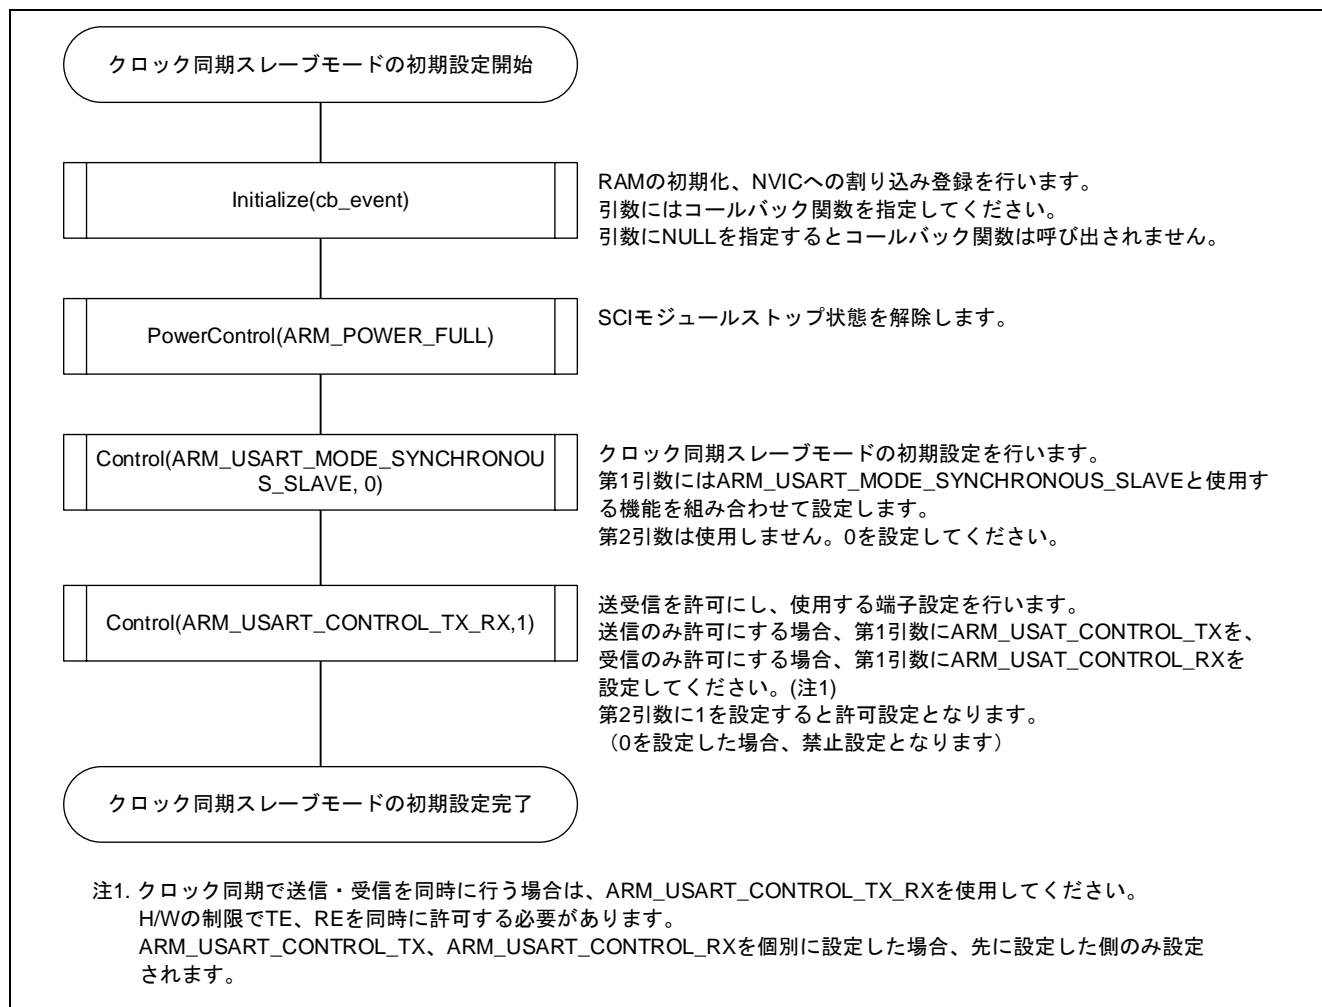 クロック同期スレーブモードの初期設定開始
Initialize(cb_event)
RAMの初期化、NVICへの割り込み登録を行います。
引数にはコールバック関数を指定してください。
引数にNULLを指定するとコールバック関数は呼び出されません。
PowerControl(ARM_POWER_FULL)
SCIモジュールストップ状態を解除します。
Control(ARM_USART_MODE_SYNCHRONOU
S_SLAVE, 0)
クロック同期スレーブモードの初期設定を行います。
第1引数にはARM_USART_MODE_SYNCHRONOUS_SLAVEと使用す
る機能を組み合わせて設定します。
第2引数は使用しません。0を設定してください。
Control(ARM_USART_CONTROL_TX_RX,1)
送受信を許可にし、使用する端子設定を行います。
送信のみ許可にする場合、第1引数にARM_USAT_CONTROL_TXを、
受信のみ許可にする場合、第1引数にARM_USAT_CONTROL_RXを
設定してください。(注1)
第2引数に1を設定すると許可設定となります。
（0を設定した場合、禁止設定となります）
クロック同期スレーブモードの初期設定完了
注1. クロック同期で送信・受信を同時に行う場合は、ARM_USART_CONTROL_TX_RXを使用してください。
H/Wの制限でTE、REを同時に許可する必要があります。
ARM_USART_CONTROL_TX、ARM_USART_CONTROL_RXを個別に設定した場合、先に設定した側のみ設定
されます。